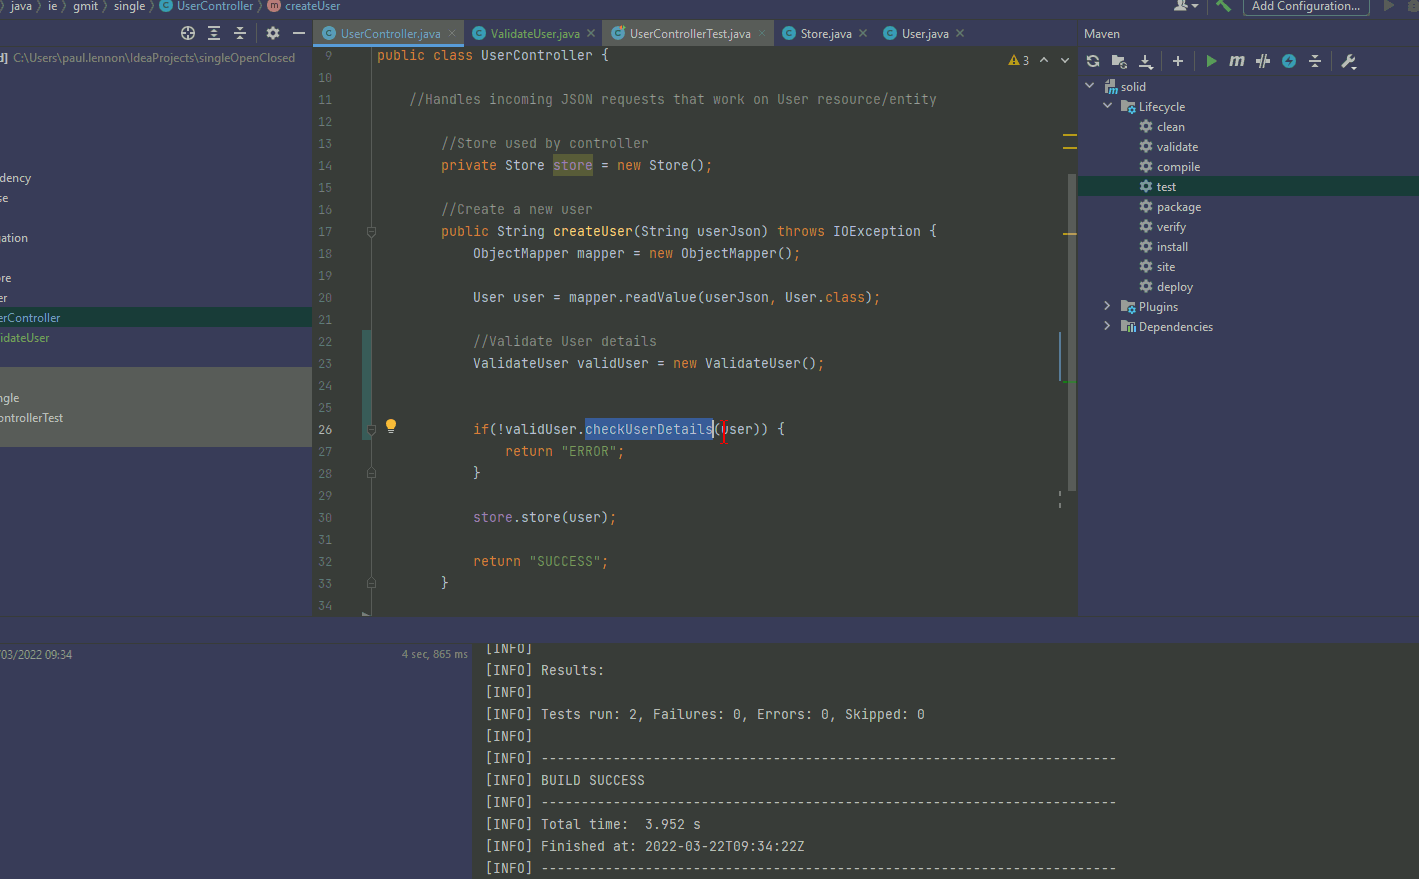 java ie gmit single UserController createUser Add Configuration...
UserController.java ValidateUser.java UserControllerTest.java Store.java User.java
Maven
C:\Users\paul.lennon\IdeaProjects\singleOpenClosed
9 public class UserController {
3
10
11 //Handles incoming JSON requests that work on User resource/entity
12
13 //Store used by controller
14 private Store store = new Store();
15
16 //Create a new user
17 public String createUser(String userJson) throws IOException {
18 ObjectMapper mapper = new ObjectMapper();
19
20 User user = mapper.readValue(userJson, User.class);
21
22 //Validate User details
23 ValidateUser validUser = new ValidateUser();
24
25
26 if(!validUser.checkUserDetails(user)) {
27 return "ERROR";
28 }
29
30 store.store(user);
31
32 return "SUCCESS";
33 }
34
ndency
se
uation
ore
er
erController
idateUser
ngle
ontrollerTest
solid
Lifecycle
clean
validate
compile
test
package
verify
install
site
deploy
Plugins
Dependencies
/03/2022 09:34 4 sec, 865 ms
[INFO]
[INFO] Results:
[INFO]
[INFO] Tests run: 2, Failures: 0, Errors: 0, Skipped: 0
[INFO]
[INFO] ------------------------------------------------------------------------
[INFO] BUILD SUCCESS
[INFO] ------------------------------------------------------------------------
[INFO] Total time:  3.952 s
[INFO] Finished at: 2022-03-22T09:34:22Z
[INFO] ------------------------------------------------------------------------